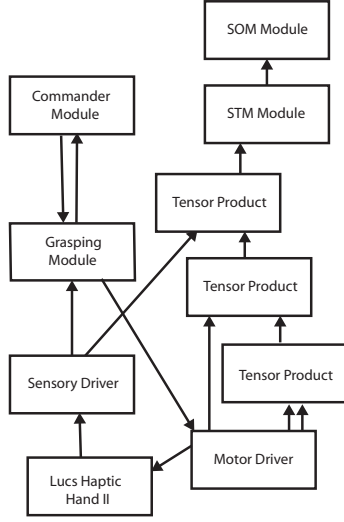 SOM Module
Commander
Module
STM Module
Tensor Product
Grasping
Module
Tensor Product
Sensory Driver
Tensor Product
Lucs Haptic
Hand II
Motor Driver